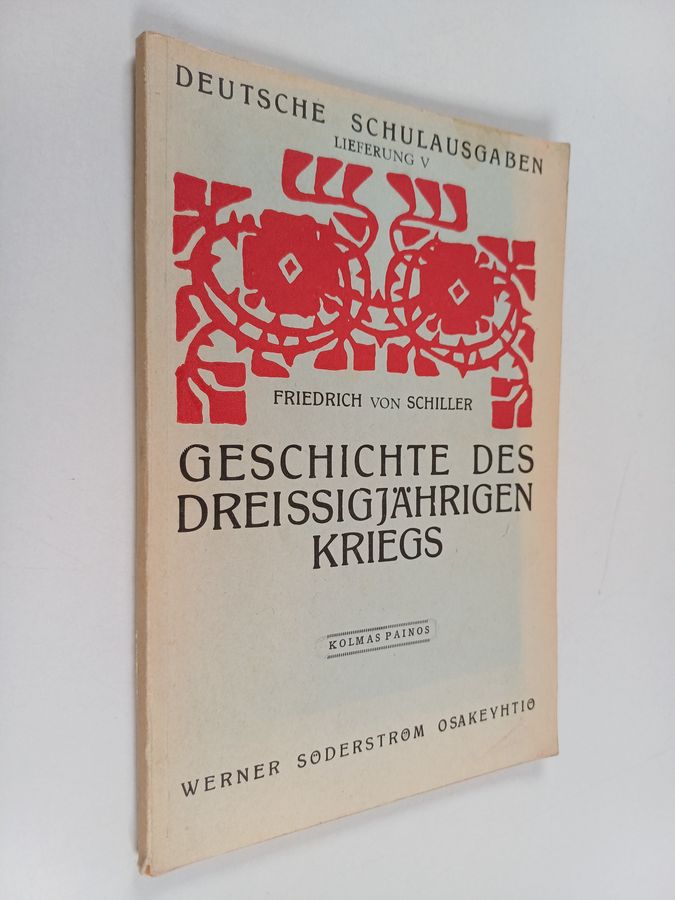 DEUTSCHE SCHULAUSGABEN
LIEFERUNG V
FRIEDRICH VON SCHILLER
GESCHICHTE DES
DREISSIGJÄHRIGEN
KRIEGS
KOLMAS PAINOS
WERNER SÖDERSTRÖM OSAKEYHTIÖ